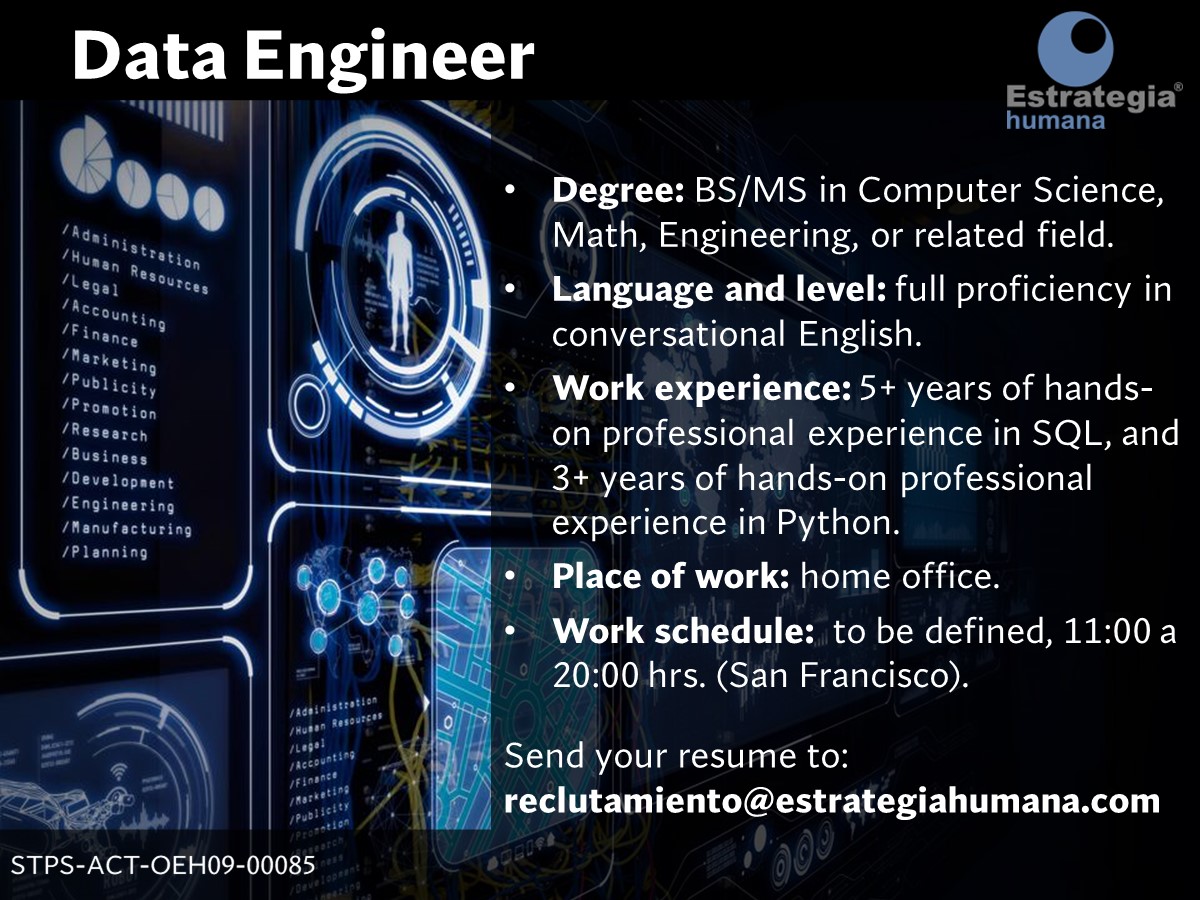 Data Engineer
Estrategia®
humana
/Administration
/Human Resources
/Legal
/Accounting
/Finance
/Marketing
/Publicity
/Promotion
/Research
/Business
/Development
/Engineering
/Manufacturing
/Planning
• Degree: BS/MS in Computer Science,
Math, Engineering, or related field.
• Language and level: full proficiency in
conversational English.
• Work experience: 5+ years of hands-
on professional experience in SQL, and
3+ years of hands-on professional
experience in Python.
• Place of work: home office.
• Work schedule: to be defined, 11:00 a
20:00 hrs. (San Francisco).
/Administration
/Human Resources
/Legal
/Accounting
/Finance
/Marketing
/Publicity
/Promotion
/Research
/Business
/Development
/Engineering
Send your resume to:
reclutamiento@estrategiahumana.com
STPS-ACT-OEH09-00085